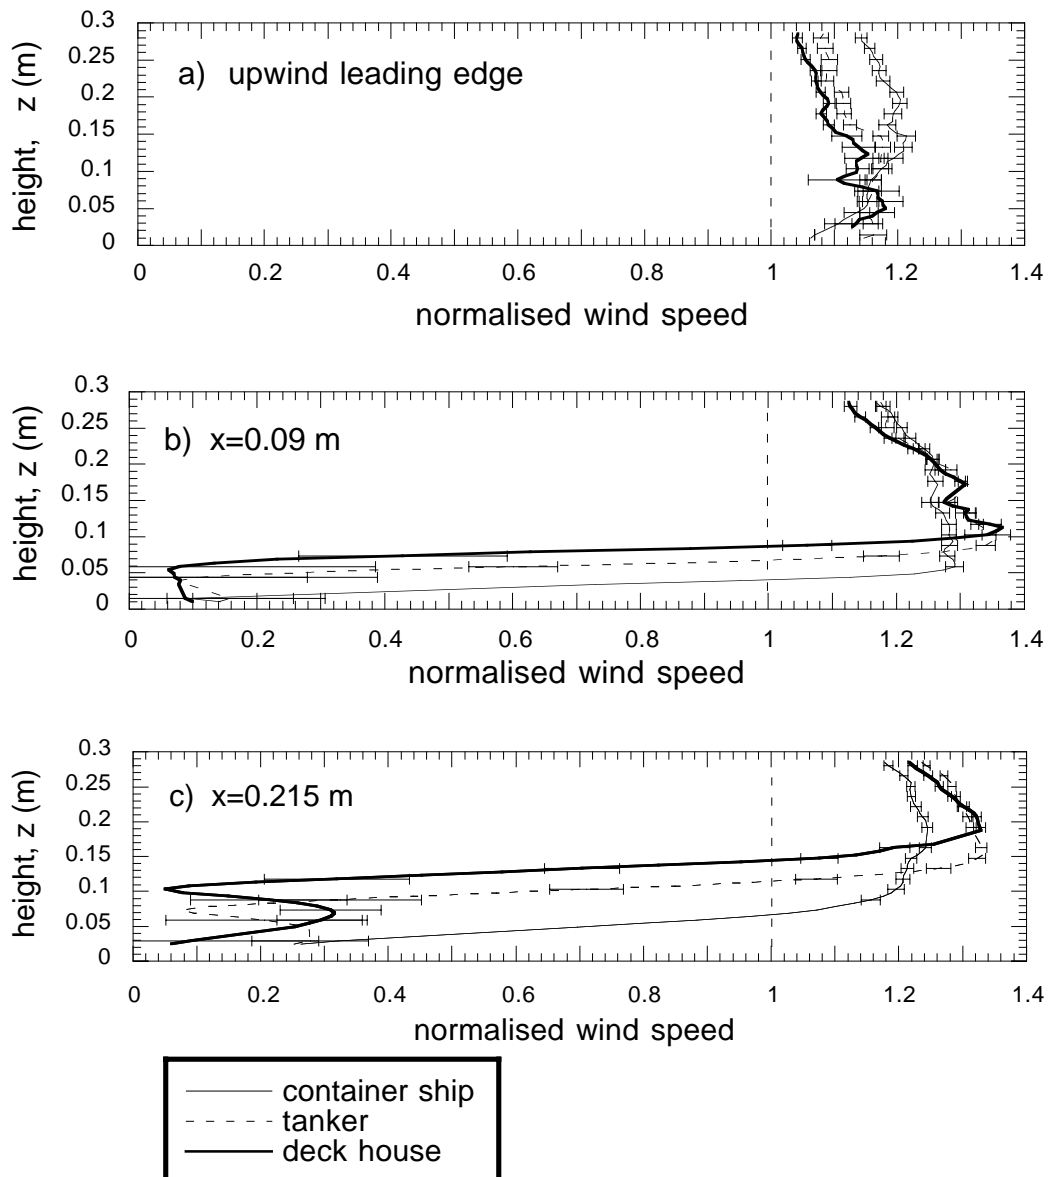 0.3
0.25
0.2
0.15
0.1
0.05
0
height, z (m)
a) upwind leading edge
0 0.2 0.4 0.6 0.8 1 1.2 1.4
normalised wind speed
0.3
0.2
0.25
0.15
0.1
0.05
0
height, z (m)
b) x=0.09 m
0 0.2 0.4 0.6 0.8 1 1.2 1.4
normalised wind speed
0.3
0.25
0.2
0.15
0.1
0.05
0
height, z (m)
c) x=0.215 m
0 0.2 0.4 0.6 0.8 1 1.2 1.4
normalised wind speed
container ship
tanker
deck house